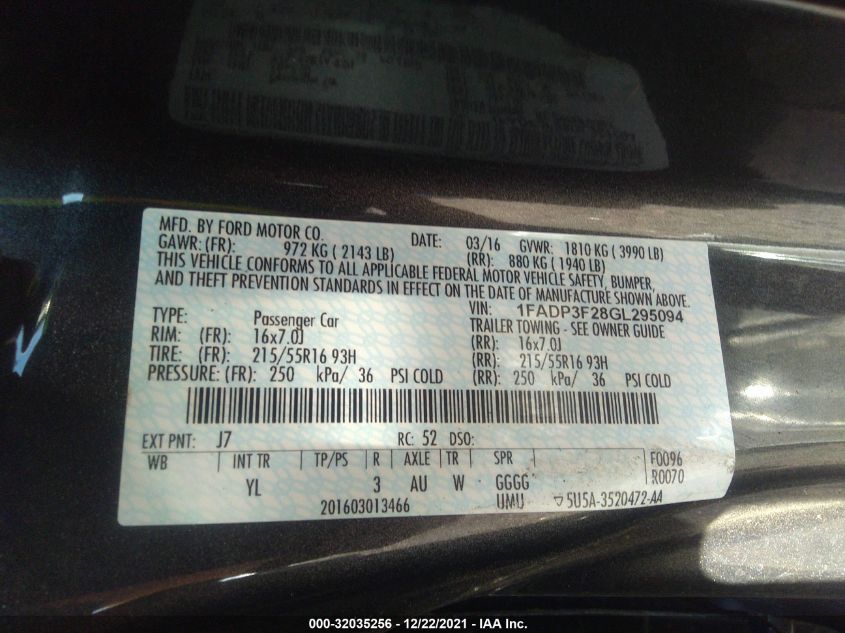 MFD. BY FORD MOTOR CO. DATE: 03/16 GVWR: 1810 KG ( 3990 LB)
GAWR: (FR): 972 KG ( 2143 LB) (RR): 880 KG ( 1940 LB)
THIS VEHICLE CONFORMS TO ALL APPLICABLE FEDERAL MOTOR VEHICLE SAFETY, BUMPER,
AND THEFT PREVENTION STANDARDS IN EFFECT ON THE DATE OF MANUFACTURE SHOWN ABOVE.
VIN: 1FADP3F28GL295094
TYPE: Passenger Car TRAILER TOWING - SEE OWNER GUIDE
RIM: (FR): 16x7.0J (RR): 16x7.0J
TIRE: (FR): 215/55R16 93H (RR): 215/55R16 93H
PRESSURE: (FR): 250 kPa/ 36 PSI COLD (RR): 250 kPa/ 36 PSI COLD
EXT PNT: J7 RC: 52 DSO:
WB INT TR TP/PS R AXLE TR SPR F0096
YL 3 AU W GGGG R0070
201603013466 UMU ▽5U5A-3520472-AA
000-32035256 - 12/22/2021 - IAA Inc.